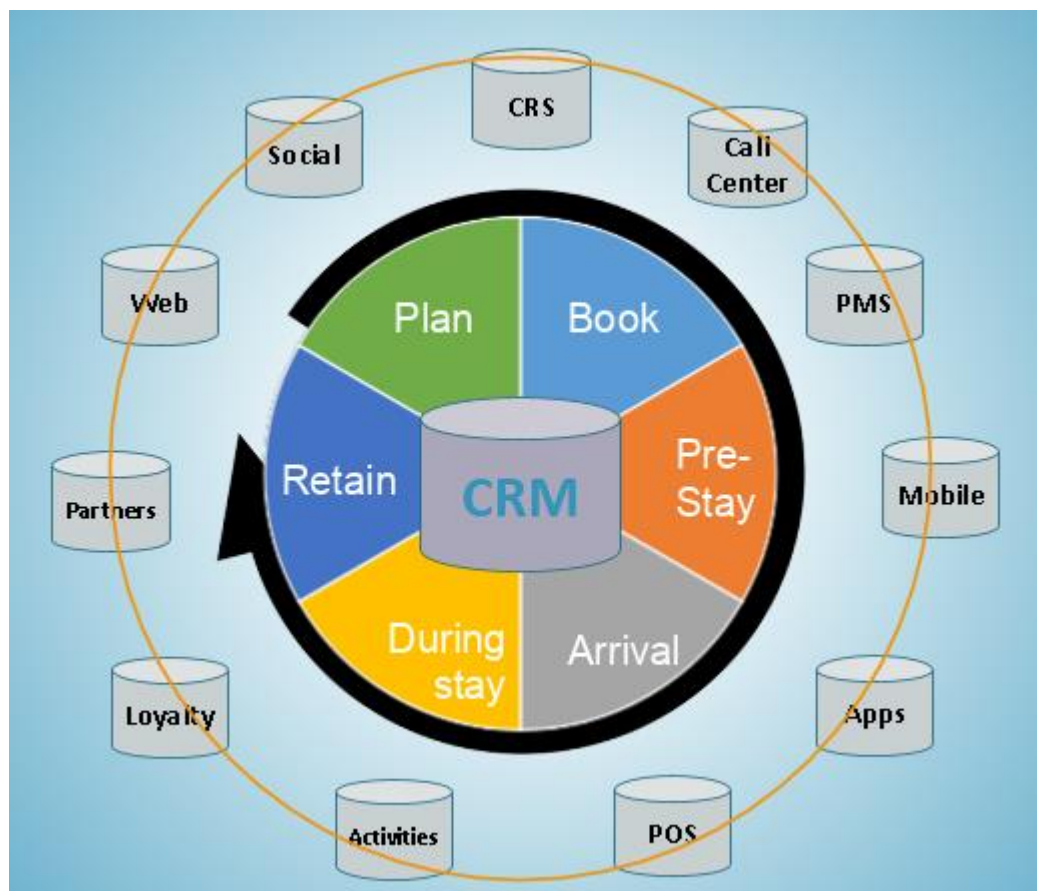 CRS
Social
Call
Center
Web
PMS
Plan
Book
Retain
CRM
Pre-
Stay
Partners
Mobile
During
stay
Arrival
Loyalty
Apps
Activities
POS